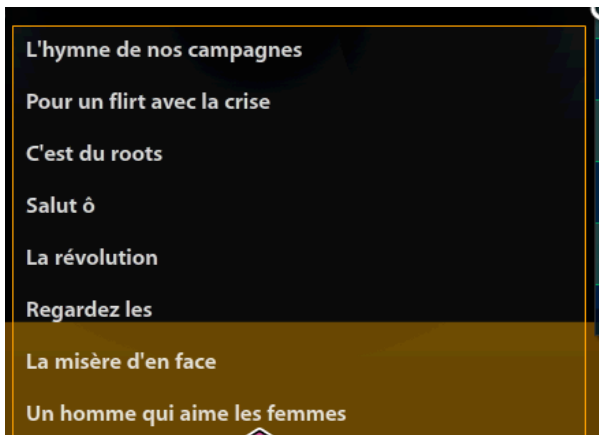 L'hymne de nos campagnes
Pour un flirt avec la crise
C'est du roots
Salut ô
La révolution
Regardez les
La misère d'en face
Un homme qui aime les femmes